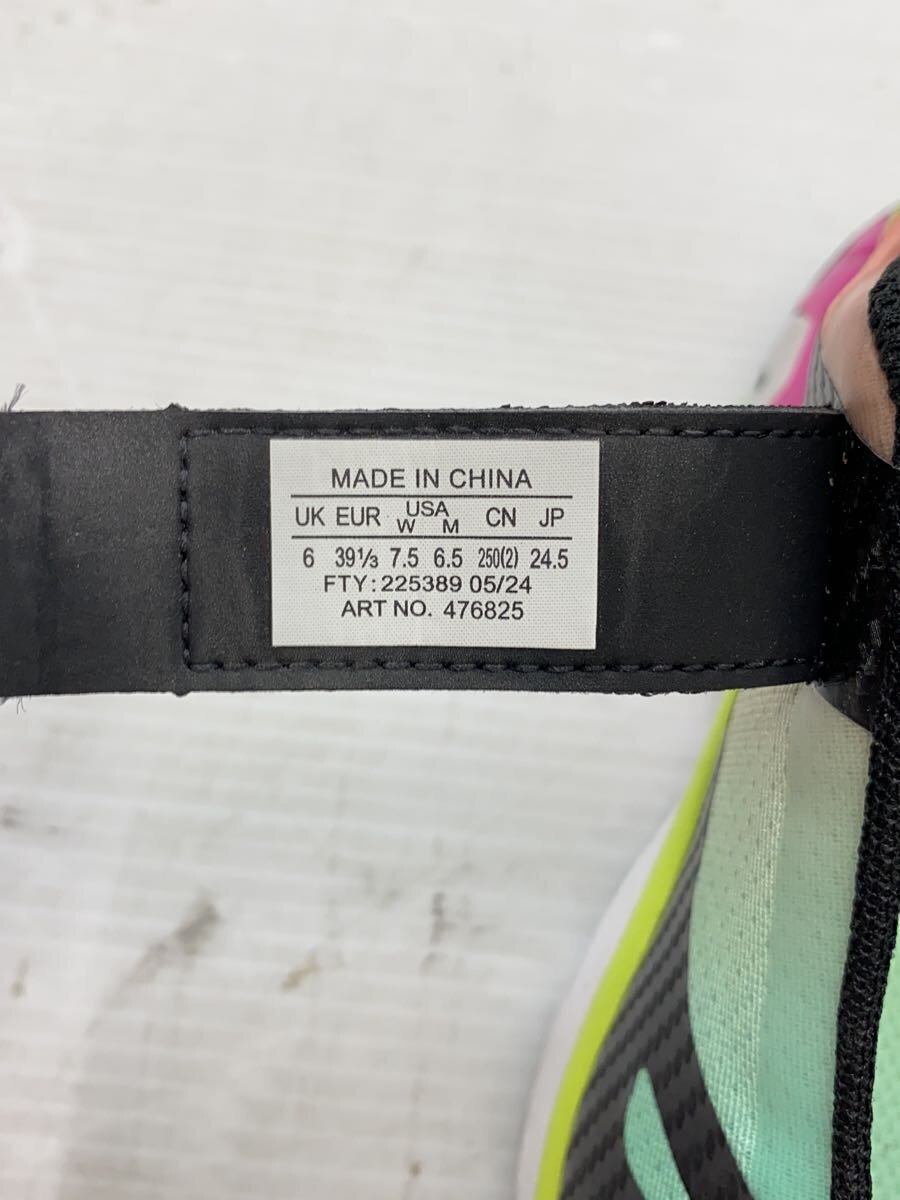 MADE IN CHINA
UK EUR USA W M CN JP
6 39⅓ 7.5 6.5 250(2) 24.5
FTY: 225389 05/24
ART NO. 476825